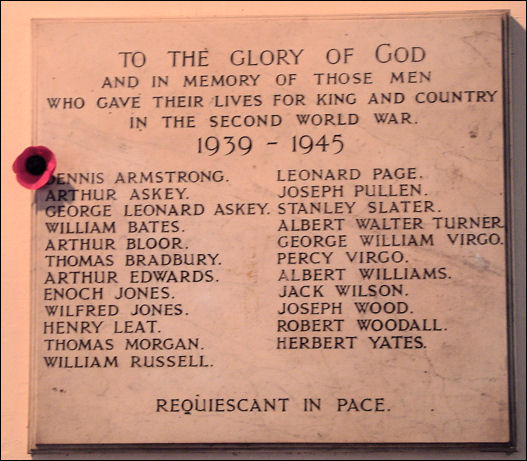 TO THE GLORY OF GOD
AND IN MEMORY OF THOSE MEN
WHO GAVE THEIR LIVES FOR KING AND COUNTRY
IN THE SECOND WORLD WAR.
1939 - 1945
DENNIS ARMSTRONG.
ARTHUR ASKEY.
GEORGE LEONARD ASKEY.
WILLIAM BATES.
ARTHUR BLOOR.
THOMAS BRADBURY.
ARTHUR EDWARDS.
ENOCH JONES.
WILFRED JONES.
HENRY LEAT.
THOMAS MORGAN.
WILLIAM RUSSELL.
LEONARD PAGE.
JOSEPH PULLEN.
STANLEY SLATER.
ALBERT WALTER TURNER.
GEORGE WILLIAM VIRGO.
PERCY VIRGO.
ALBERT WILLIAMS.
JACK WILSON.
JOSEPH WOOD.
ROBERT WOODALL.
HERBERT YATES.
REQUIESCANT IN PACE.